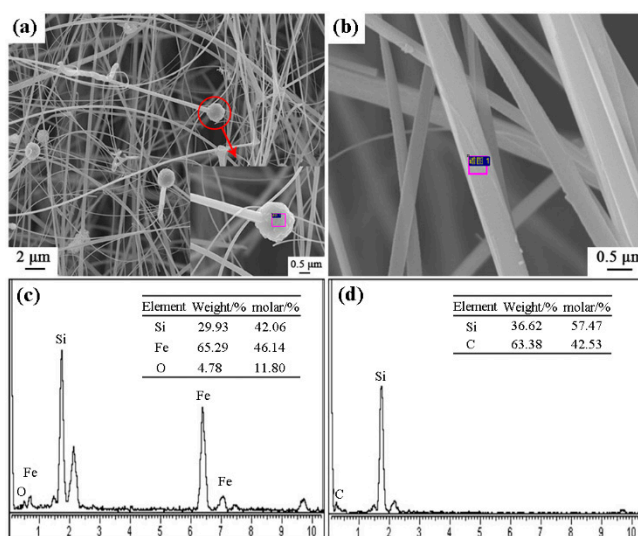 (a)
2 μm
0.5 μm
(b)
0.5 μm
(c)
Element Weight/% molar/%
Si 29.93 42.06
Fe 65.29 46.14
O 4.78 11.80
Si
Fe
Fe
Fe
O
1 2 3 4 5 6 7 8 9 10
(d)
Element Weight/% molar/%
Si 36.62 57.47
C 63.38 42.53
Si
C
1 2 3 4 5 6 7 8 9 10